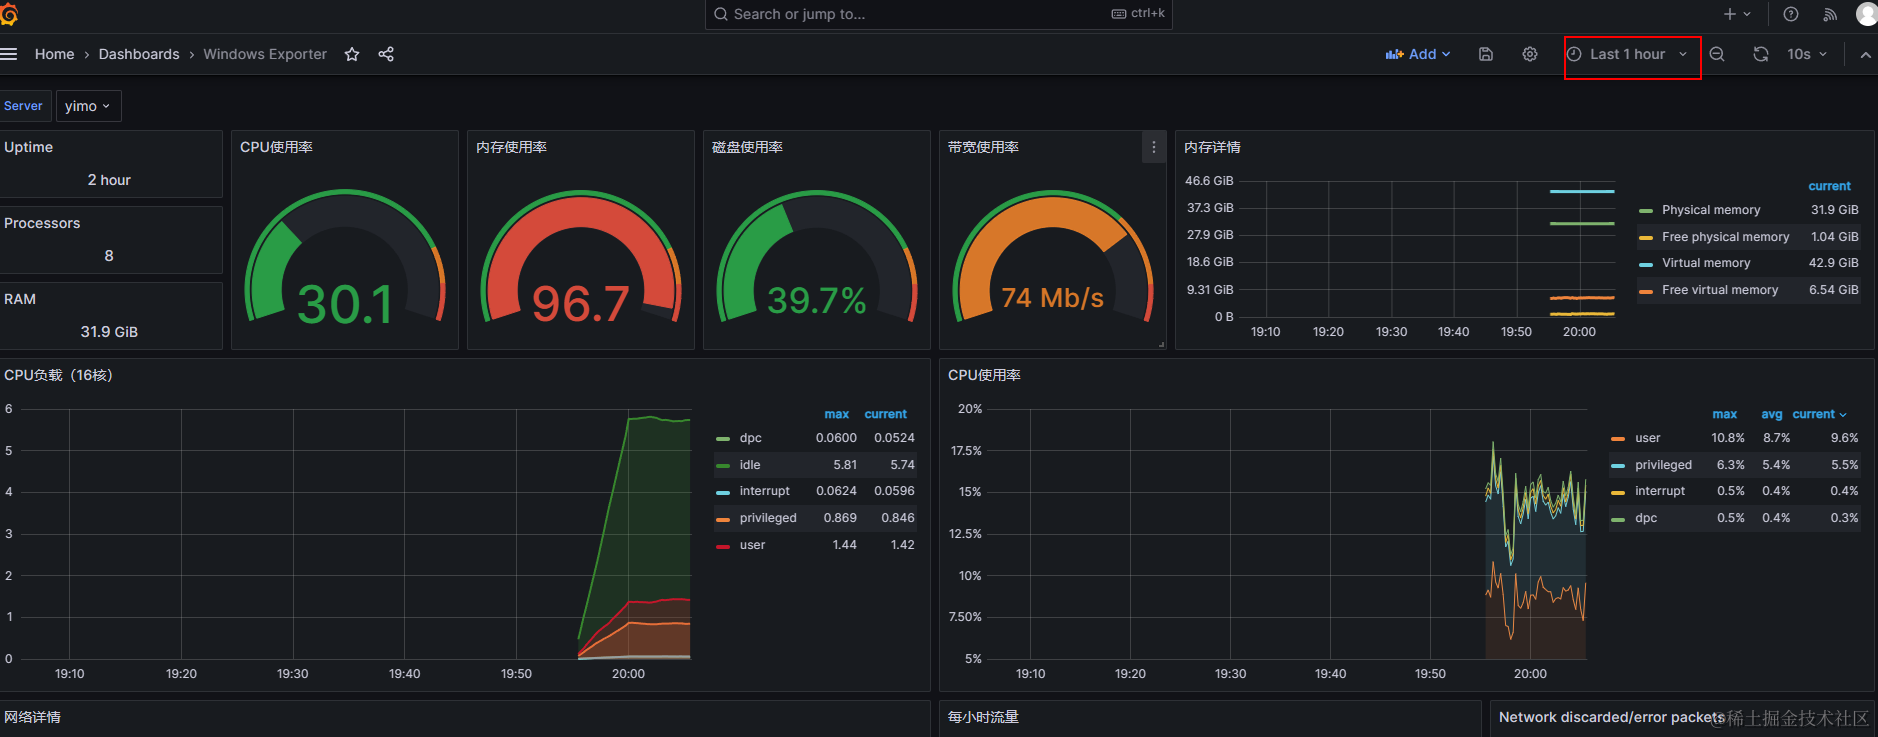 Search or jump to...
ctrl+k
Home › Dashboards › Windows Exporter
Add
Last 1 hour
10s
Server
yimo
Uptime
2 hour
Processors
8
RAM
31.9 GiB
CPU使用率
30.1
内存使用率
96.7
磁盘使用率
39.7%
带宽使用率
74 Mb/s
内存详情
46.6 GiB
37.3 GiB
27.9 GiB
18.6 GiB
9.31 GiB
0 B
19:10 19:20 19:30 19:40 19:50 20:00
current
Physical memory 31.9 GiB
Free physical memory 1.04 GiB
Virtual memory 42.9 GiB
Free virtual memory 6.54 GiB
CPU负载（16核）
6
5
4
3
2
1
0
19:10 19:20 19:30 19:40 19:50 20:00
max current
dpc 0.0600 0.0524
idle 5.81 5.74
interrupt 0.0624 0.0596
privileged 0.869 0.846
user 1.44 1.42
CPU使用率
20%
17.5%
15%
12.5%
10%
7.50%
5%
19:10 19:20 19:30 19:40 19:50 20:00
max avg current
user 10.8% 8.7% 9.6%
privileged 6.3% 5.4% 5.5%
interrupt 0.5% 0.4% 0.4%
dpc 0.5% 0.4% 0.3%
网络详情
每小时流量
Network discarded/error packets
@稀土掘金技术社区